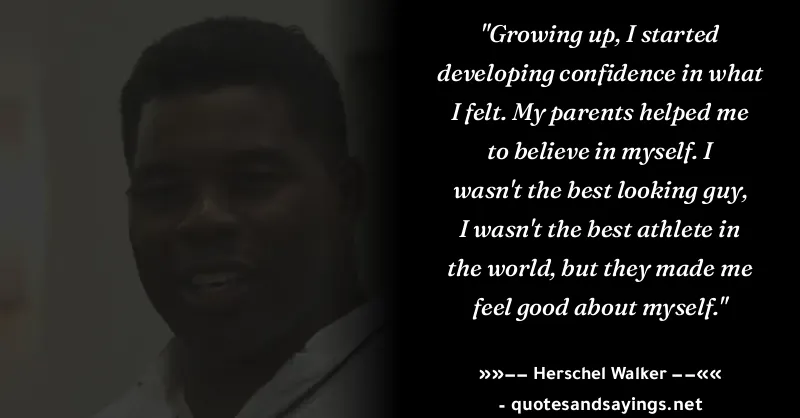 "Growing up, I started
developing confidence in what
I felt. My parents helped me
to believe in myself. I
wasn't the best looking guy,
I wasn't the best athlete in
the world, but they made me
feel good about myself."
»»–– Herschel Walker ––««
- quotesandsayings.net